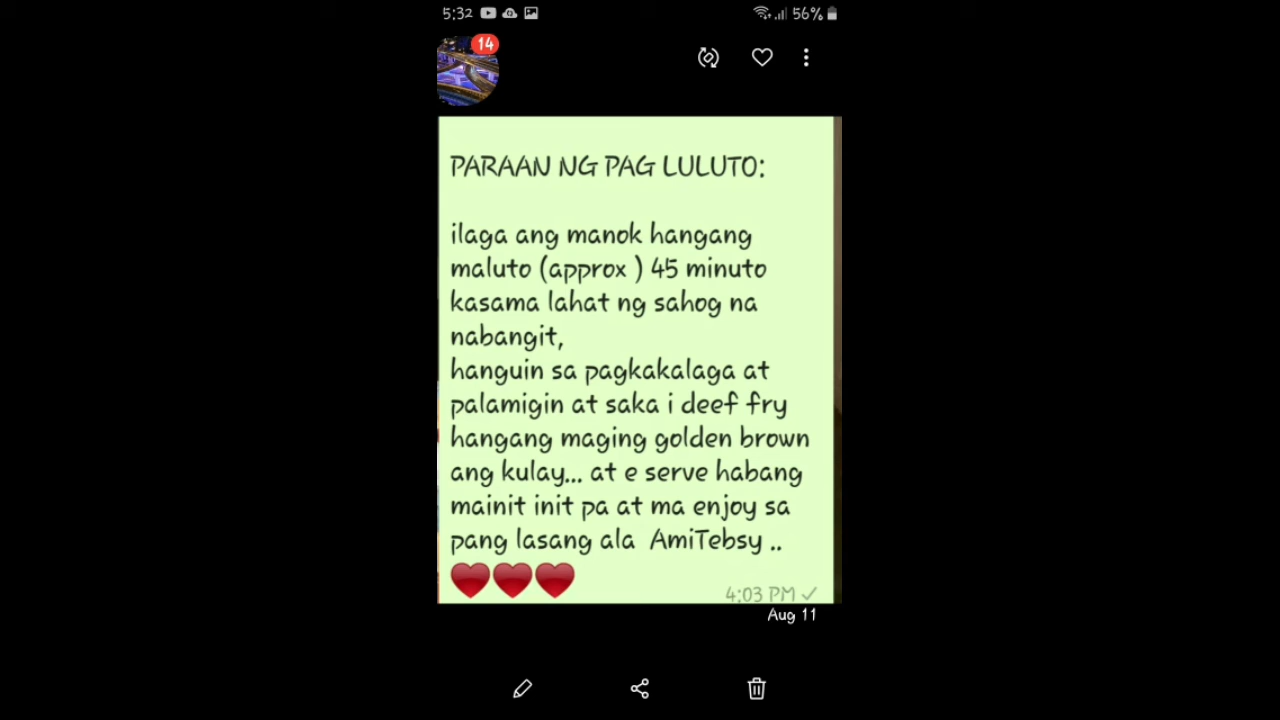 5:32 56%
14
PARAAN NG PAG LULUTO:
ilaga ang manok hangang
maluto (approx ) 45 minuto
kasama lahat ng sahog na
nabangit,
hanguin sa pagkakalaga at
palamigin at saka i deef fry
hangang maging golden brown
ang kulay... at e serve habang
mainit init pa at ma enjoy sa
pang lasang ala AmiTebsy ..
❤❤❤
4:03 PM ✓
Aug 11